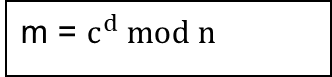 m = c^d mod n